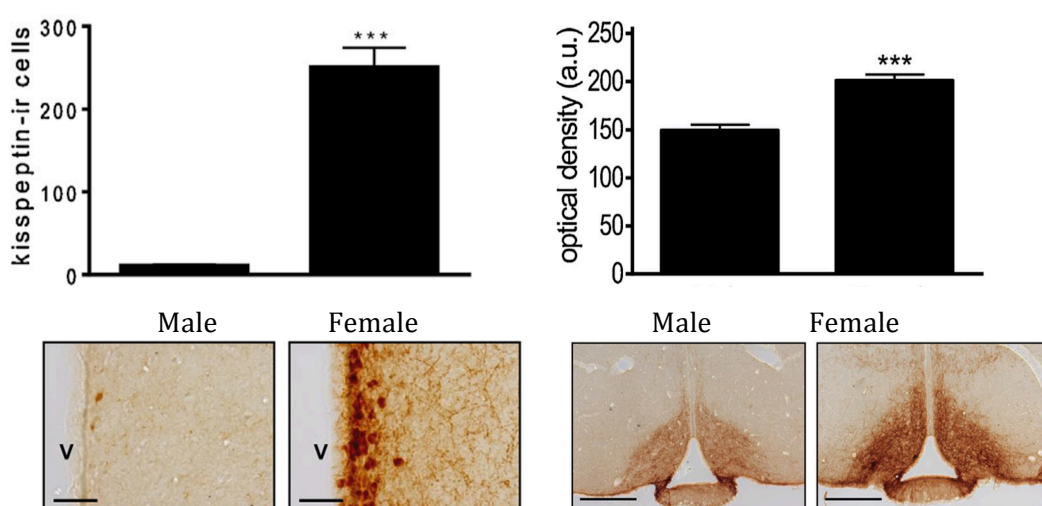 kisspeptin-ir cells
300
200
100
0
***
optical density (a.u.)
250
200
150
100
50
0
***
Male Female
Male Female
V
V